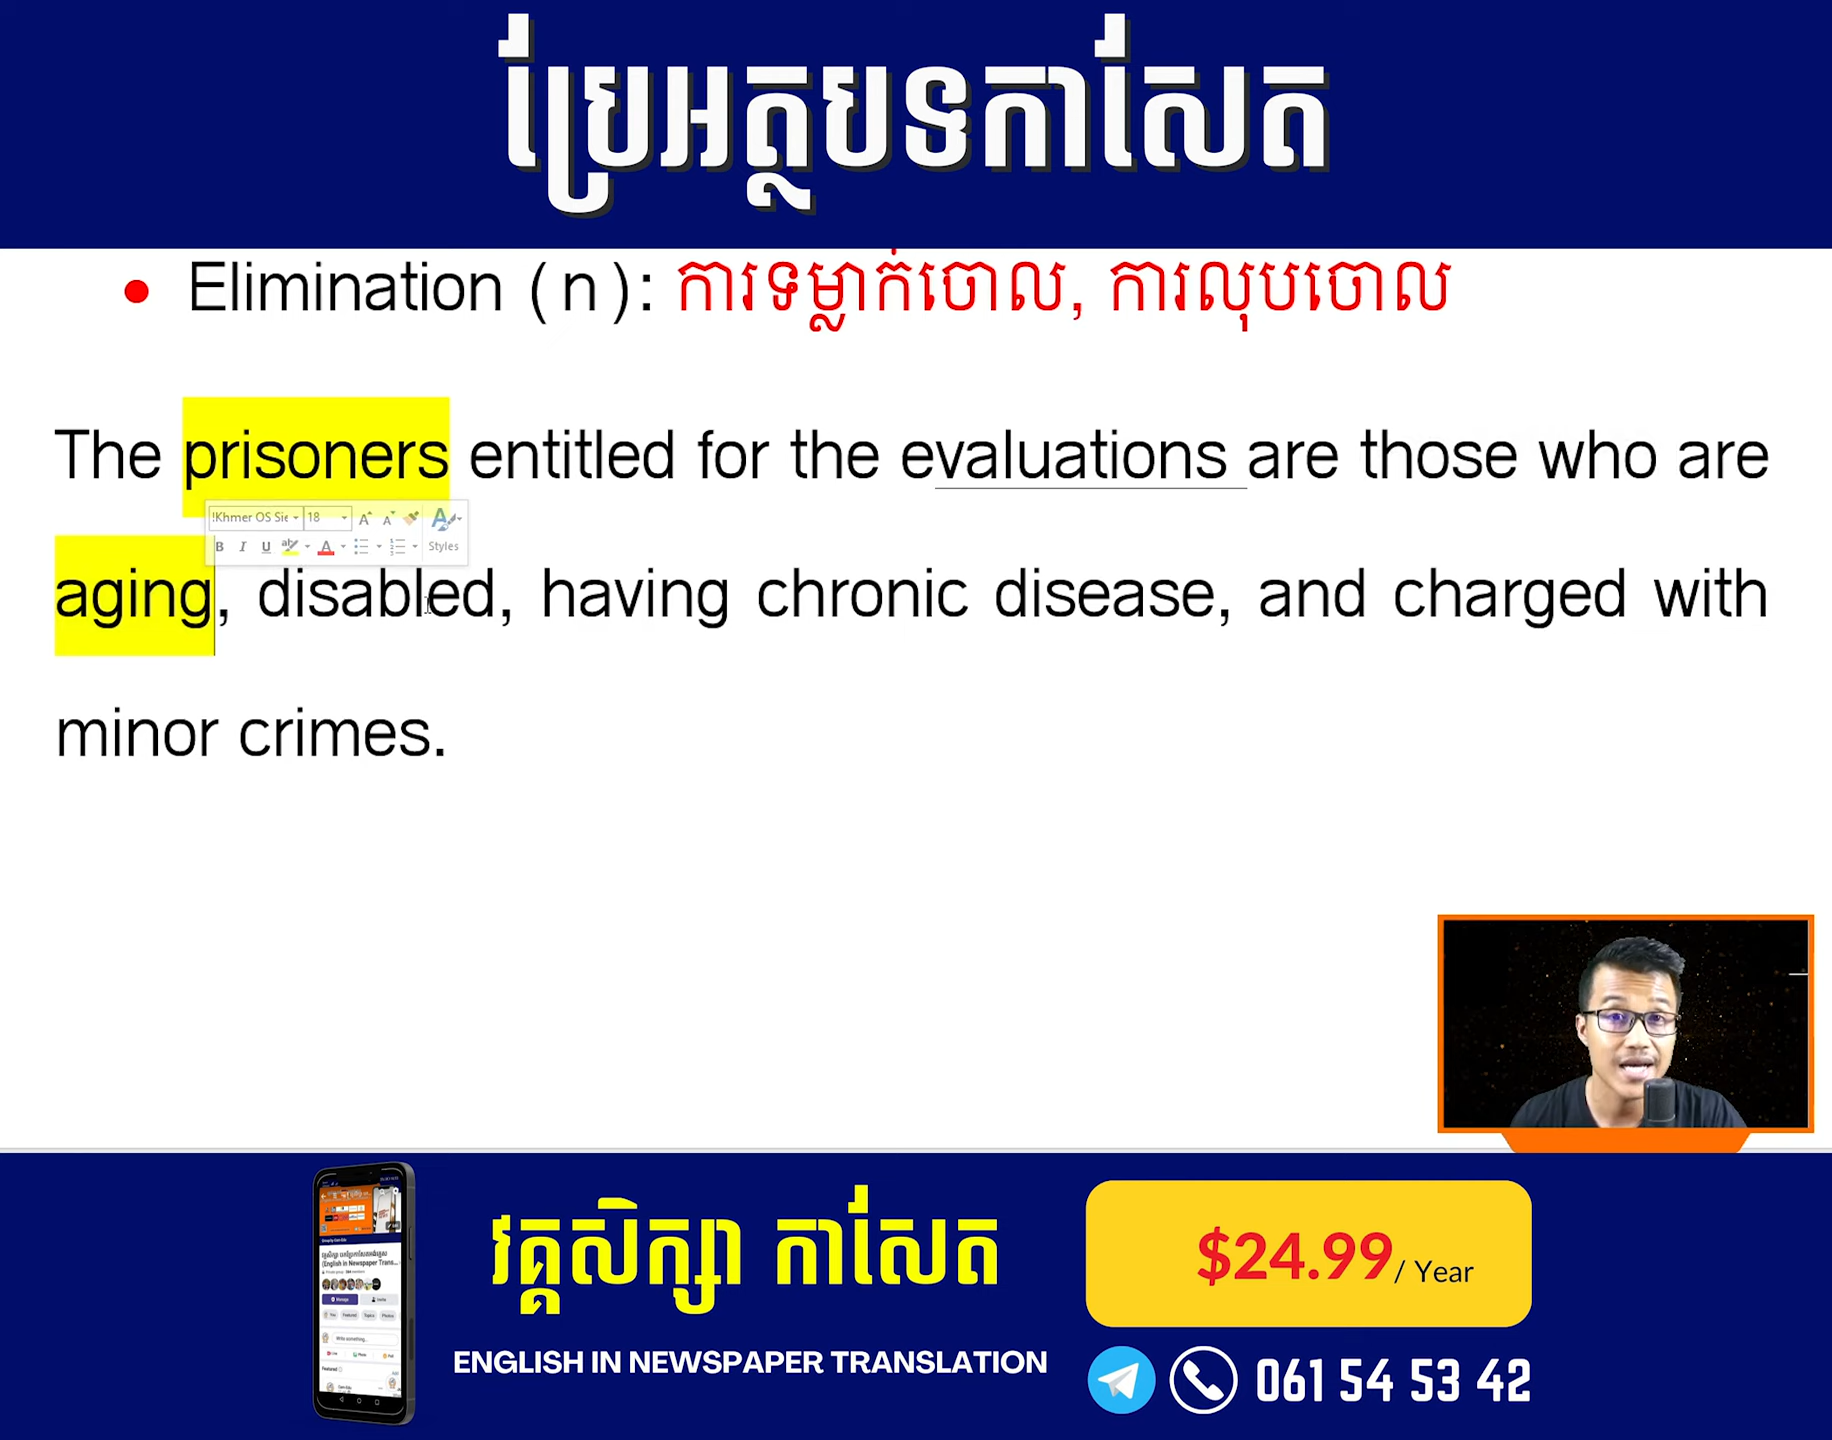 ប្រែអត្ថបទកាសែត
• Elimination (n): ការទម្លាក់ចោល, ការលុបចោល
The prisoners entitled for the evaluations are those who are
!Khmer OS Sie 18
B I U Styles
aging, disabled, having chronic disease, and charged with
minor crimes.
វគ្គសិក្សា កាសែត
ENGLISH IN NEWSPAPER TRANSLATION
$24.99/ Year
061 54 53 42